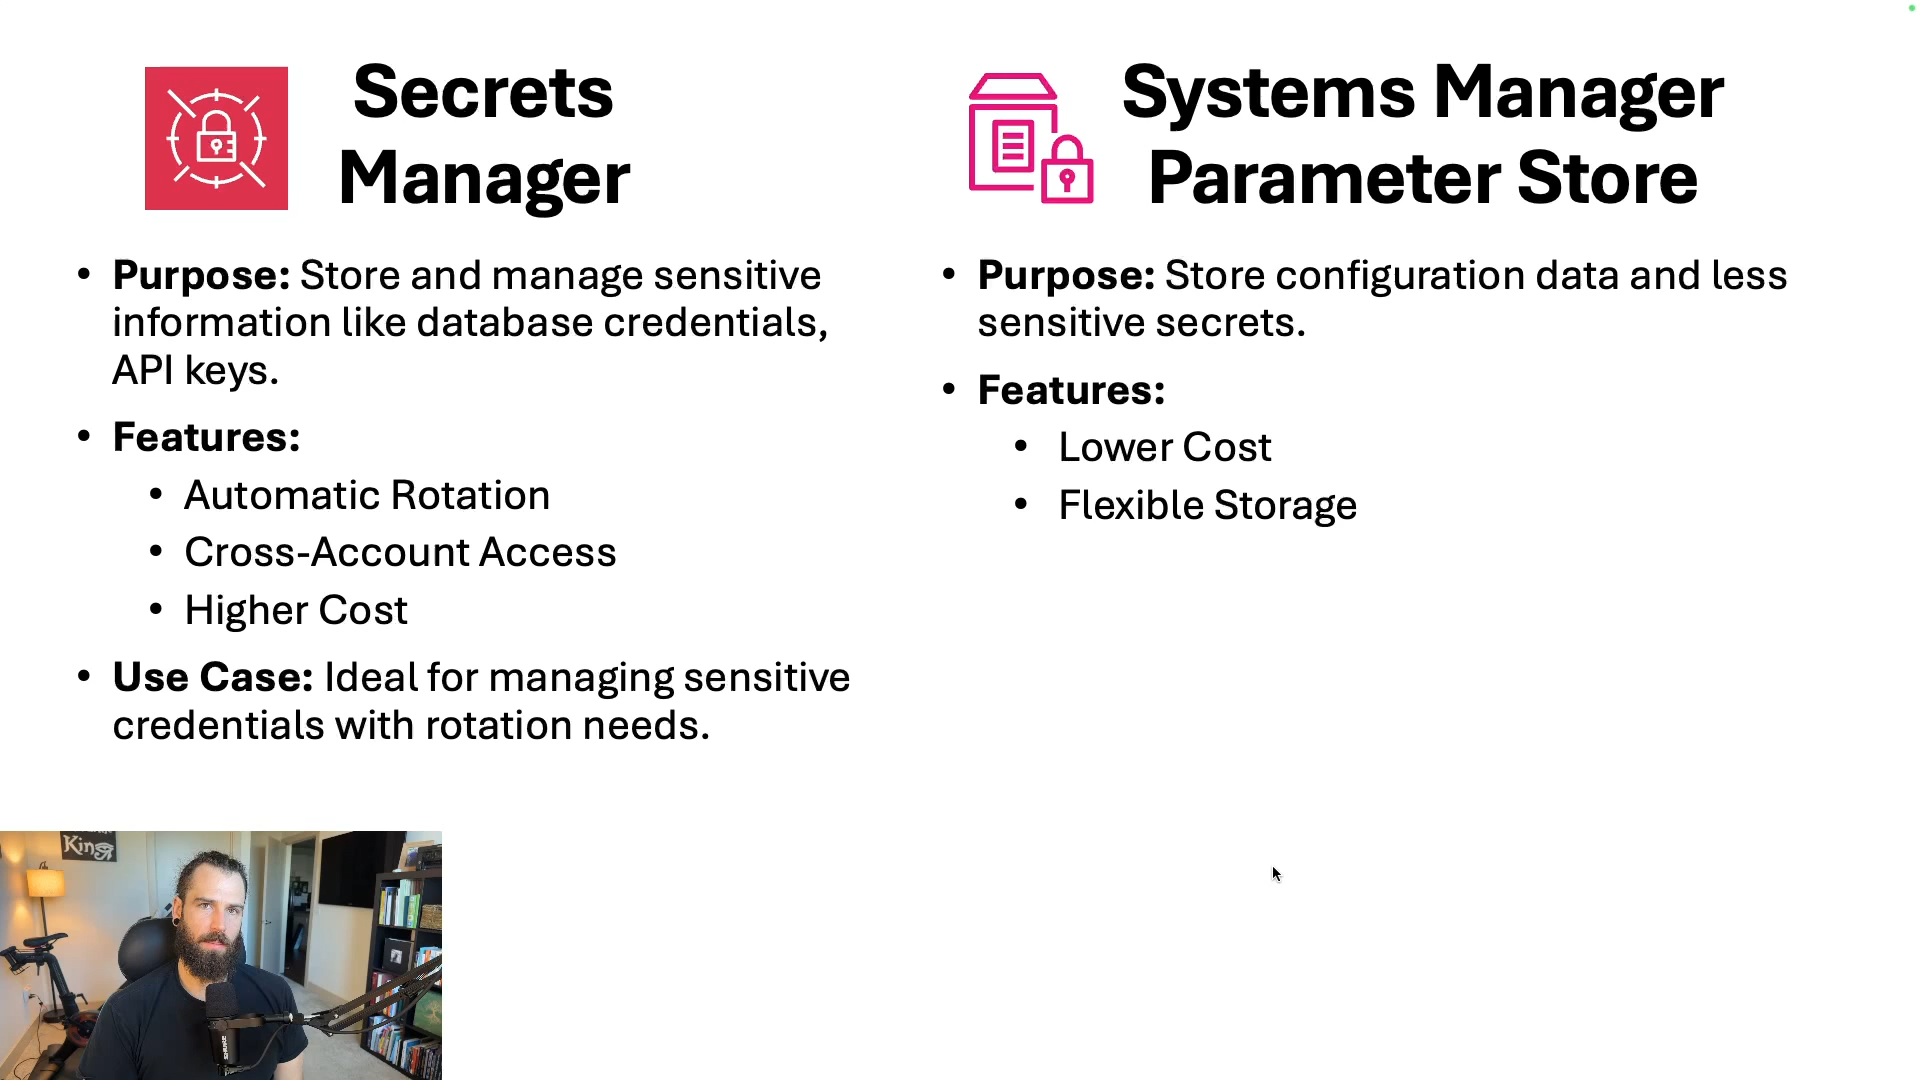 Secrets
Manager
• Purpose: Store and manage sensitive
information like database credentials,
API keys.
• Features:
• Automatic Rotation
• Cross-Account Access
• Higher Cost
• Use Case: Ideal for managing sensitive
credentials with rotation needs.
Systems Manager
Parameter Store
• Purpose: Store configuration data and less
sensitive secrets.
• Features:
• Lower Cost
• Flexible Storage
King
SHURE